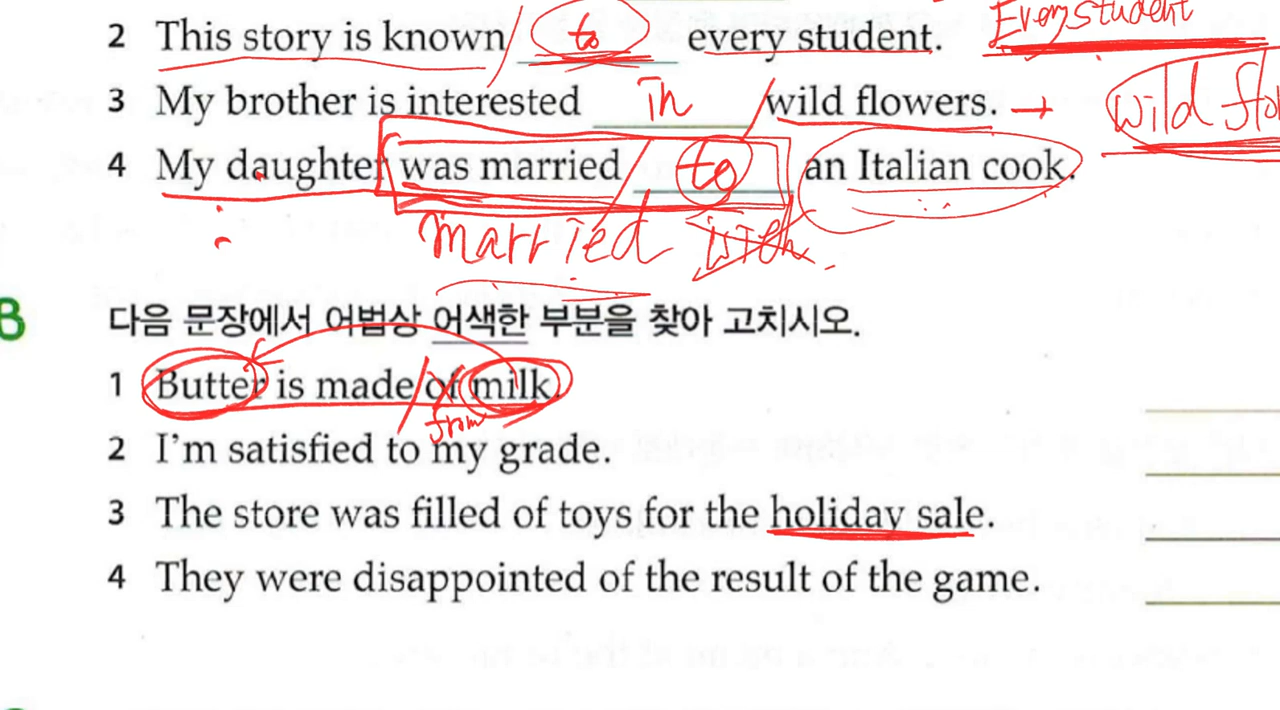 2 This story is known to every student. Every student
3 My brother is interested in wild flowers. → wild flo
4 My daughter was married to an Italian cook.
married with
B 다음 문장에서 어법상 어색한 부분을 찾아 고치시오.
1 Butter is made of milk.
from
2 I'm satisfied to my grade.
3 The store was filled of toys for the holiday sale.
4 They were disappointed of the result of the game.